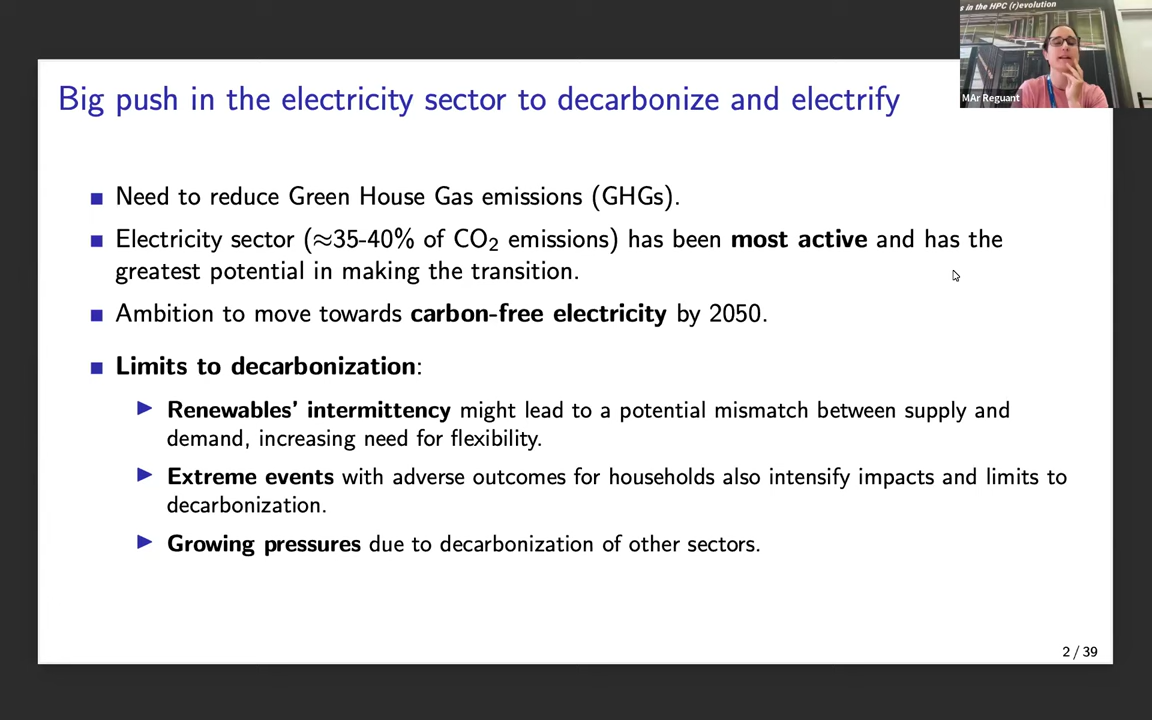 g in the HPC (r)evolution
MAr Reguant
Big push in the electricity sector to decarbonize and electrify
■ Need to reduce Green House Gas emissions (GHGs).
■ Electricity sector (≈35-40% of CO₂ emissions) has been most active and has the
greatest potential in making the transition.
■ Ambition to move towards carbon-free electricity by 2050.
■ Limits to decarbonization:
▶ Renewables' intermittency might lead to a potential mismatch between supply and
demand, increasing need for flexibility.
▶ Extreme events with adverse outcomes for households also intensify impacts and limits to
decarbonization.
▶ Growing pressures due to decarbonization of other sectors.
2 / 39